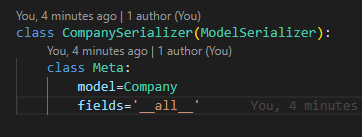 You, 4 minutes ago | 1 author (You)
class CompanySerializer(ModelSerializer):
You, 4 minutes ago | 1 author (You)
class Meta:
model=Company
fields='__all__' You, 4 minutes